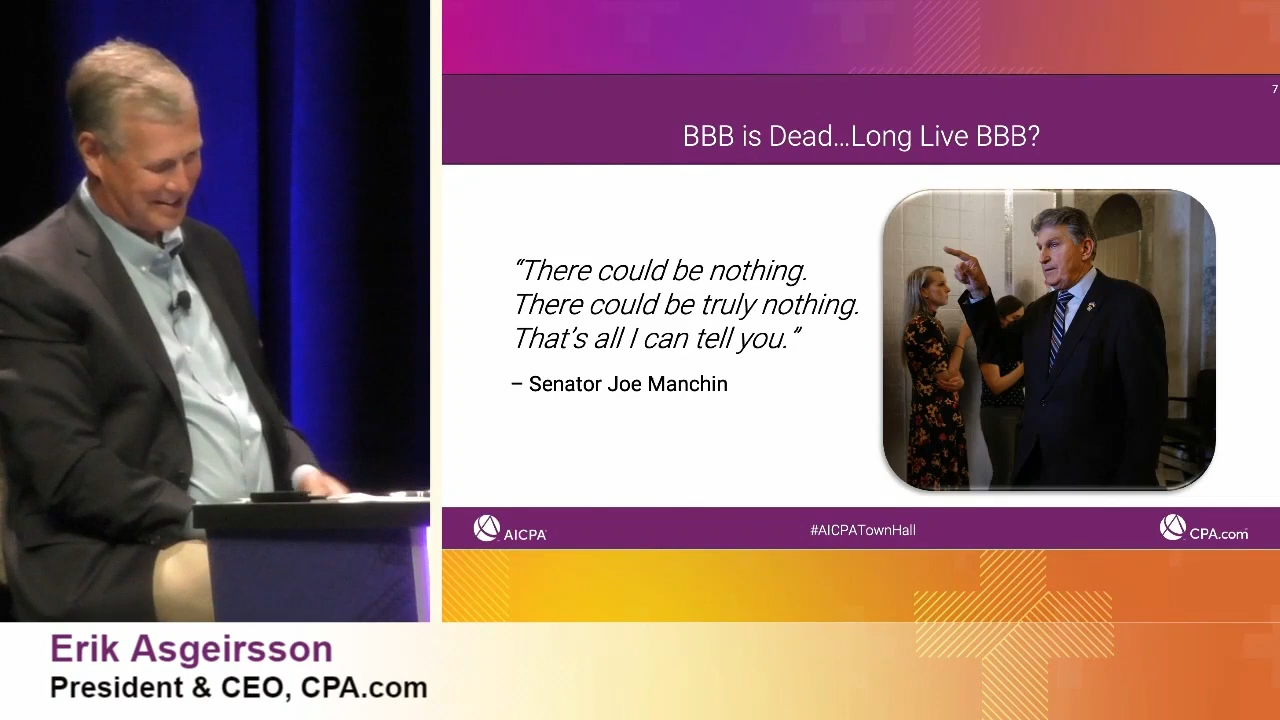 7
BBB is Dead...Long Live BBB?
“There could be nothing.
There could be truly nothing.
That’s all I can tell you.”
– Senator Joe Manchin
AICPA
#AICPATownHall
CPA.com
Erik Asgeirsson
President & CEO, CPA.com